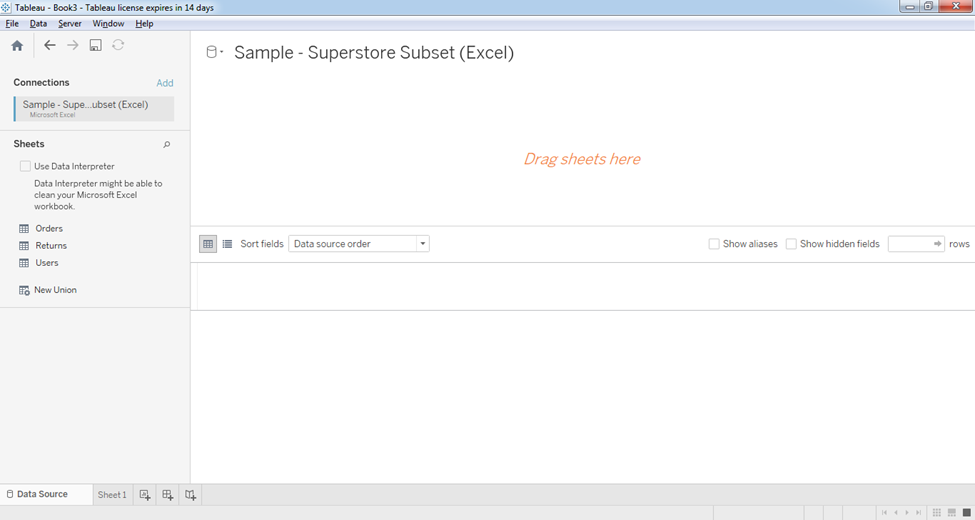 Tableau - Book3 - Tableau license expires in 14 days
File Data Server Window Help
Connections Add
Sample - Supe...ubset (Excel)
Microsoft Excel
Sheets
Use Data Interpreter
Data Interpreter might be able to
clean your Microsoft Excel
workbook.
Orders
Returns
Users
New Union
Sample - Superstore Subset (Excel)
Drag sheets here
Sort fields Data source order Show aliases Show hidden fields rows
Data Source Sheet 1